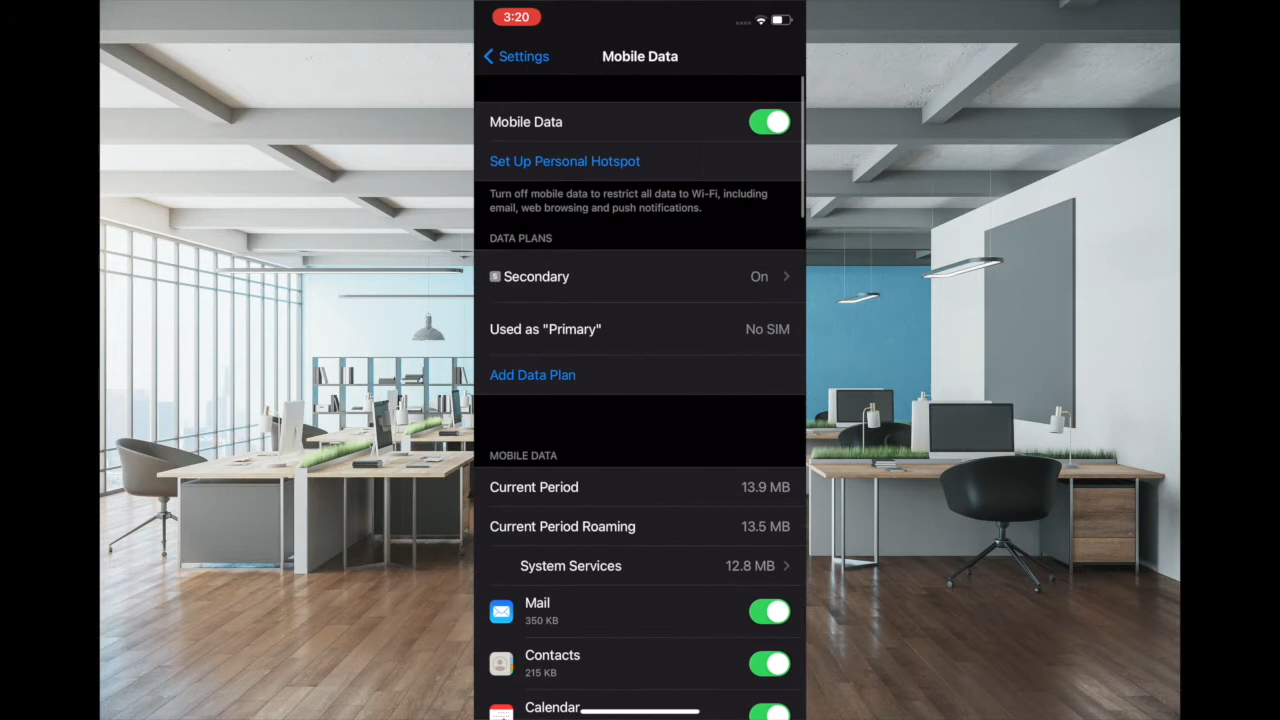 3:20
Settings
Mobile Data
Mobile Data
Set Up Personal Hotspot
Turn off mobile data to restrict all data to Wi-Fi, including
email, web browsing and push notifications.
DATA PLANS
S Secondary On
Used as "Primary" No SIM
Add Data Plan
MOBILE DATA
Current Period 13.9 MB
Current Period Roaming 13.5 MB
System Services 12.8 MB
Mail
350 KB
Contacts
215 KB
Calendar